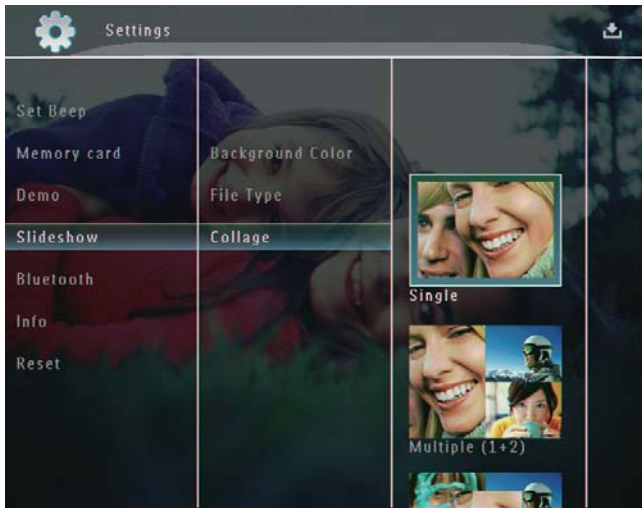 Settings
Set Beep
Memory card
Demo
Slideshow
Bluetooth
Info
Reset
Background Color
File Type
Collage
Single
Multiple (1+2)